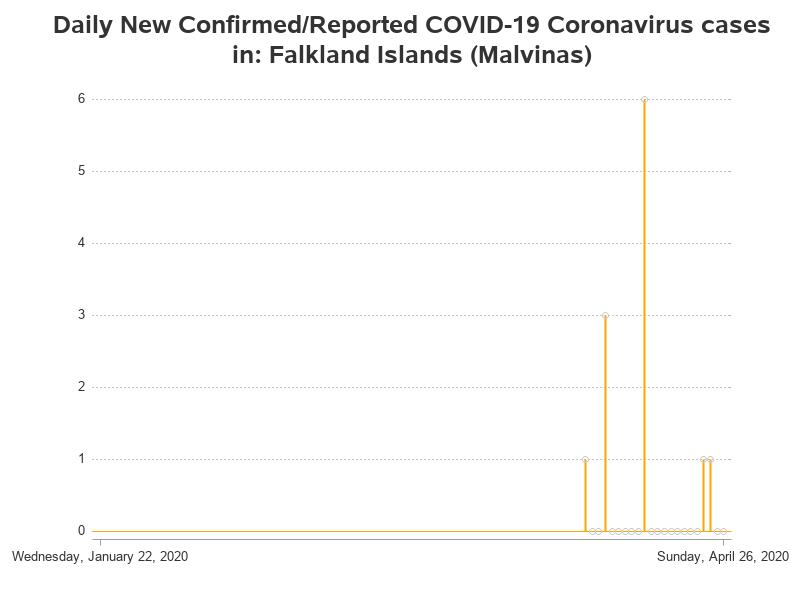 Daily New Confirmed/Reported COVID-19 Coronavirus cases
in: Falkland Islands (Malvinas)
6
5
4
3
2
1
0
Wednesday, January 22, 2020
Sunday, April 26, 2020